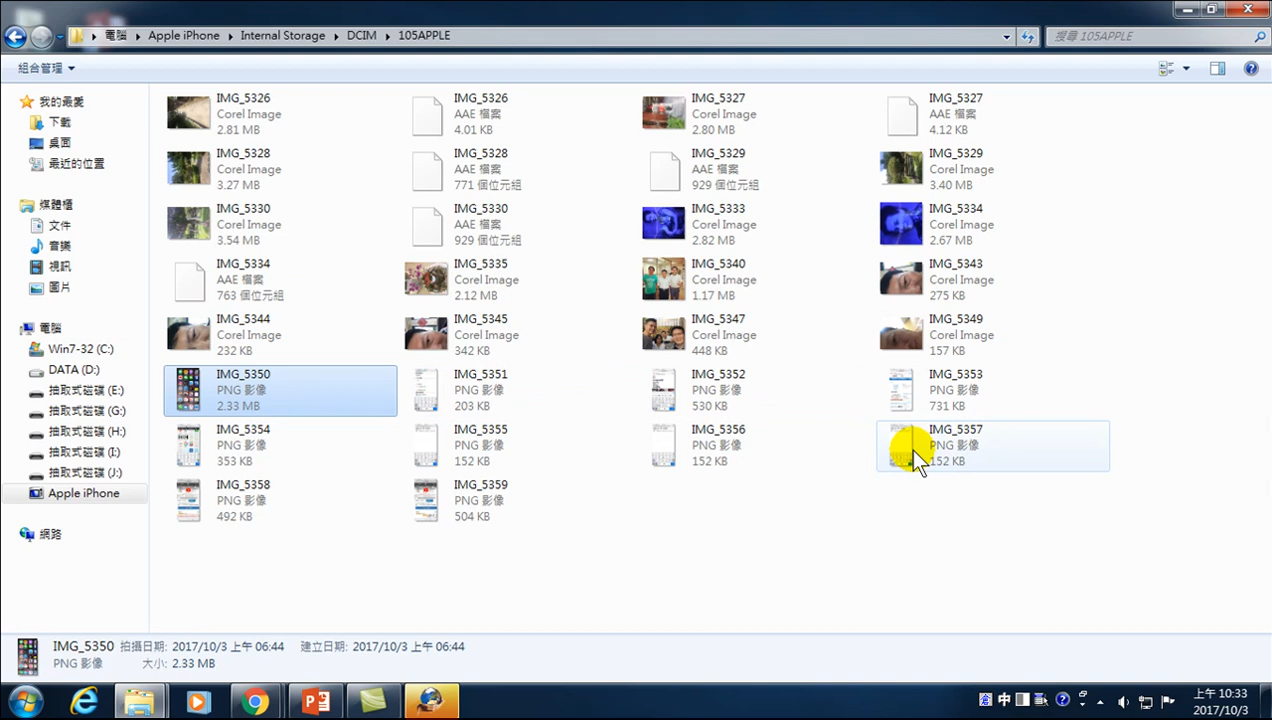 電腦 Apple iPhone Internal Storage DCIM 105APPLE
搜尋 105APPLE
組合管理
我的最愛
下載
桌面
最近的位置
媒體櫃
文件
音樂
視訊
圖片
電腦
Win7-32 (C:)
DATA (D:)
抽取式磁碟 (E:)
抽取式磁碟 (G:)
抽取式磁碟 (H:)
抽取式磁碟 (I:)
抽取式磁碟 (J:)
Apple iPhone
網路
IMG_5326
Corel Image
2.81 MB
IMG_5326
AAE 檔案
4.01 KB
IMG_5327
Corel Image
2.80 MB
IMG_5327
AAE 檔案
4.12 KB
IMG_5328
Corel Image
3.27 MB
IMG_5328
AAE 檔案
771 個位元組
IMG_5329
AAE 檔案
929 個位元組
IMG_5329
Corel Image
3.40 MB
IMG_5330
Corel Image
3.54 MB
IMG_5330
AAE 檔案
929 個位元組
IMG_5333
Corel Image
2.82 MB
IMG_5334
Corel Image
2.67 MB
IMG_5334
AAE 檔案
763 個位元組
IMG_5335
Corel Image
2.12 MB
IMG_5340
Corel Image
1.17 MB
IMG_5343
Corel Image
275 KB
IMG_5344
Corel Image
232 KB
IMG_5345
Corel Image
342 KB
IMG_5347
Corel Image
448 KB
IMG_5349
Corel Image
157 KB
IMG_5350
PNG 影像
2.33 MB
IMG_5351
PNG 影像
203 KB
IMG_5352
PNG 影像
530 KB
IMG_5353
PNG 影像
731 KB
IMG_5354
PNG 影像
353 KB
IMG_5355
PNG 影像
152 KB
IMG_5356
PNG 影像
152 KB
IMG_5357
PNG 影像
152 KB
IMG_5358
PNG 影像
492 KB
IMG_5359
PNG 影像
504 KB
IMG_5350 拍攝日期: 2017/10/3 上午 06:44 建立日期: 2017/10/3 上午 06:44
PNG 影像 大小: 2.33 MB
中
上午 10:33
2017/10/3